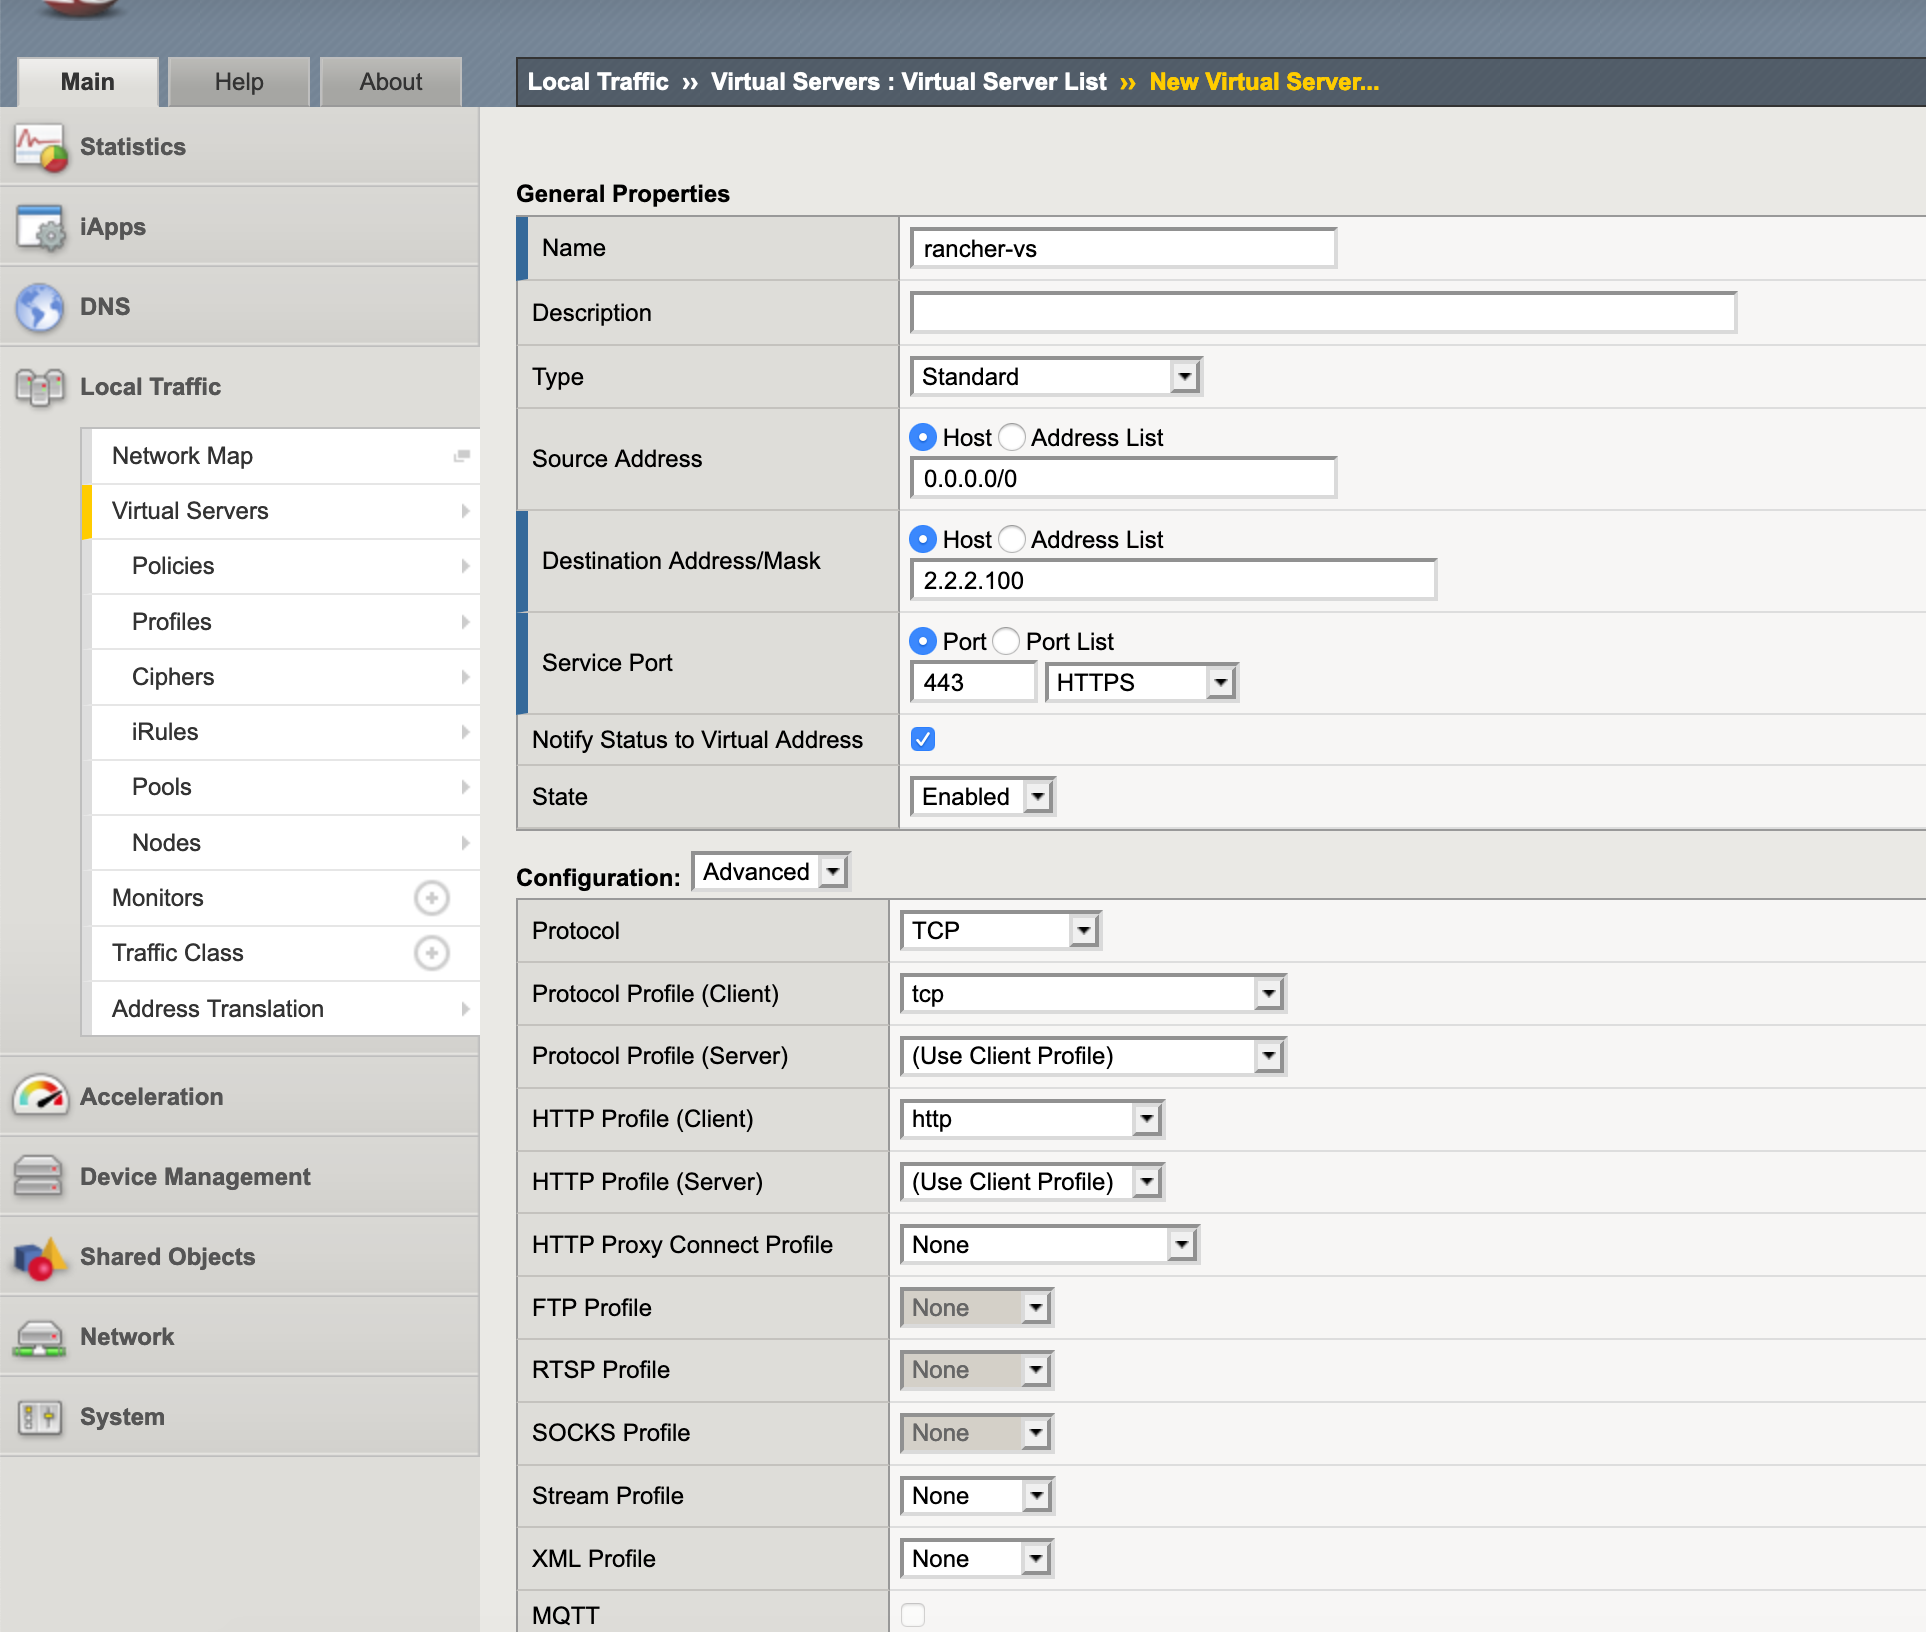 Main
Help
About
Local Traffic ›› Virtual Servers : Virtual Server List ›› New Virtual Server...
Statistics
iApps
DNS
Local Traffic
Network Map
Virtual Servers
Policies
Profiles
Ciphers
iRules
Pools
Nodes
Monitors
Traffic Class
Address Translation
Acceleration
Device Management
Shared Objects
Network
System
General Properties
Name
rancher-vs
Description
Type
Standard
Source Address
Host Address List
0.0.0.0/0
Destination Address/Mask
Host Address List
2.2.2.100
Service Port
Port Port List
443 HTTPS
Notify Status to Virtual Address
State
Enabled
Configuration: Advanced
Protocol
TCP
Protocol Profile (Client)
tcp
Protocol Profile (Server)
(Use Client Profile)
HTTP Profile (Client)
http
HTTP Profile (Server)
(Use Client Profile)
HTTP Proxy Connect Profile
None
FTP Profile
None
RTSP Profile
None
SOCKS Profile
None
Stream Profile
None
XML Profile
None
MQTT